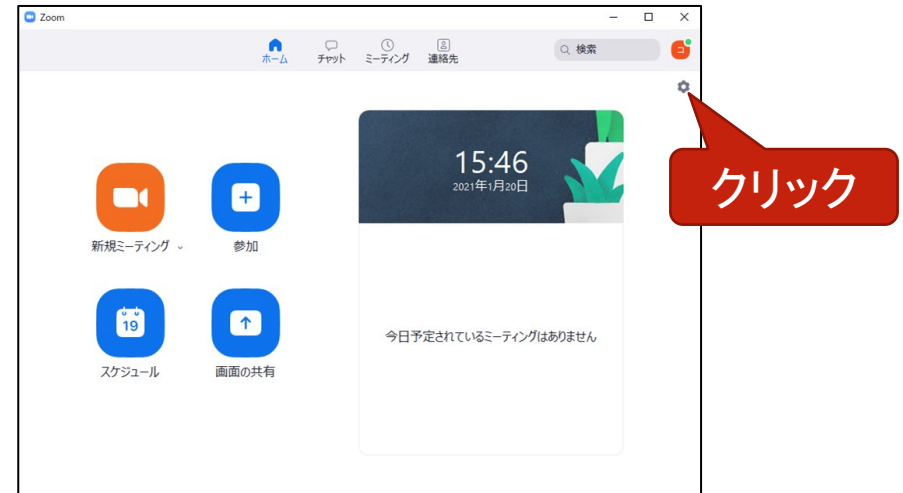 Zoom
ホーム
チャット
ミーティング
連絡先
検索
コ
15:46
2021年1月20日
クリック
新規ミーティング
参加
19
スケジュール
画面の共有
今日予定されているミーティングはありません